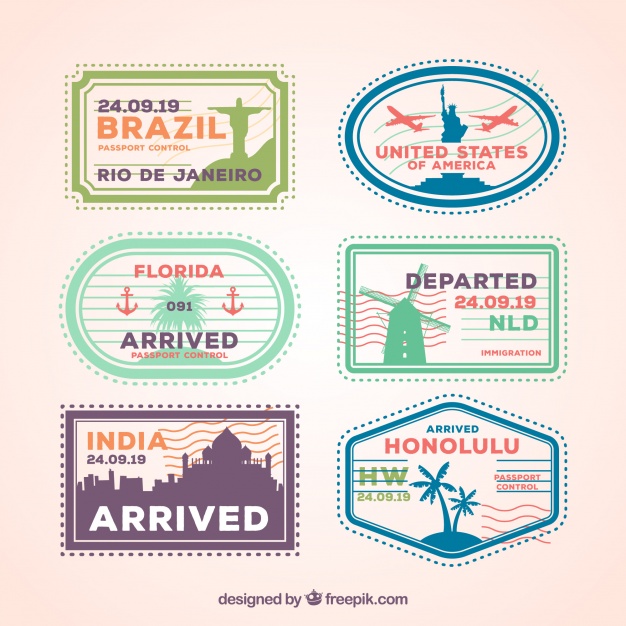 24.09.19
BRAZIL
PASSPORT CONTROL
RIO DE JANEIRO
UNITED STATES
OF AMERICA
FLORIDA
091
ARRIVED
PASSPORT CONTROL
DEPARTED
24.09.19
NLD
IMMIGRATION
INDIA
24.09.19
ARRIVED
ARRIVED
HONOLULU
HW
24.09.19
PASSPORT
CONTROL
designed by freepik.com